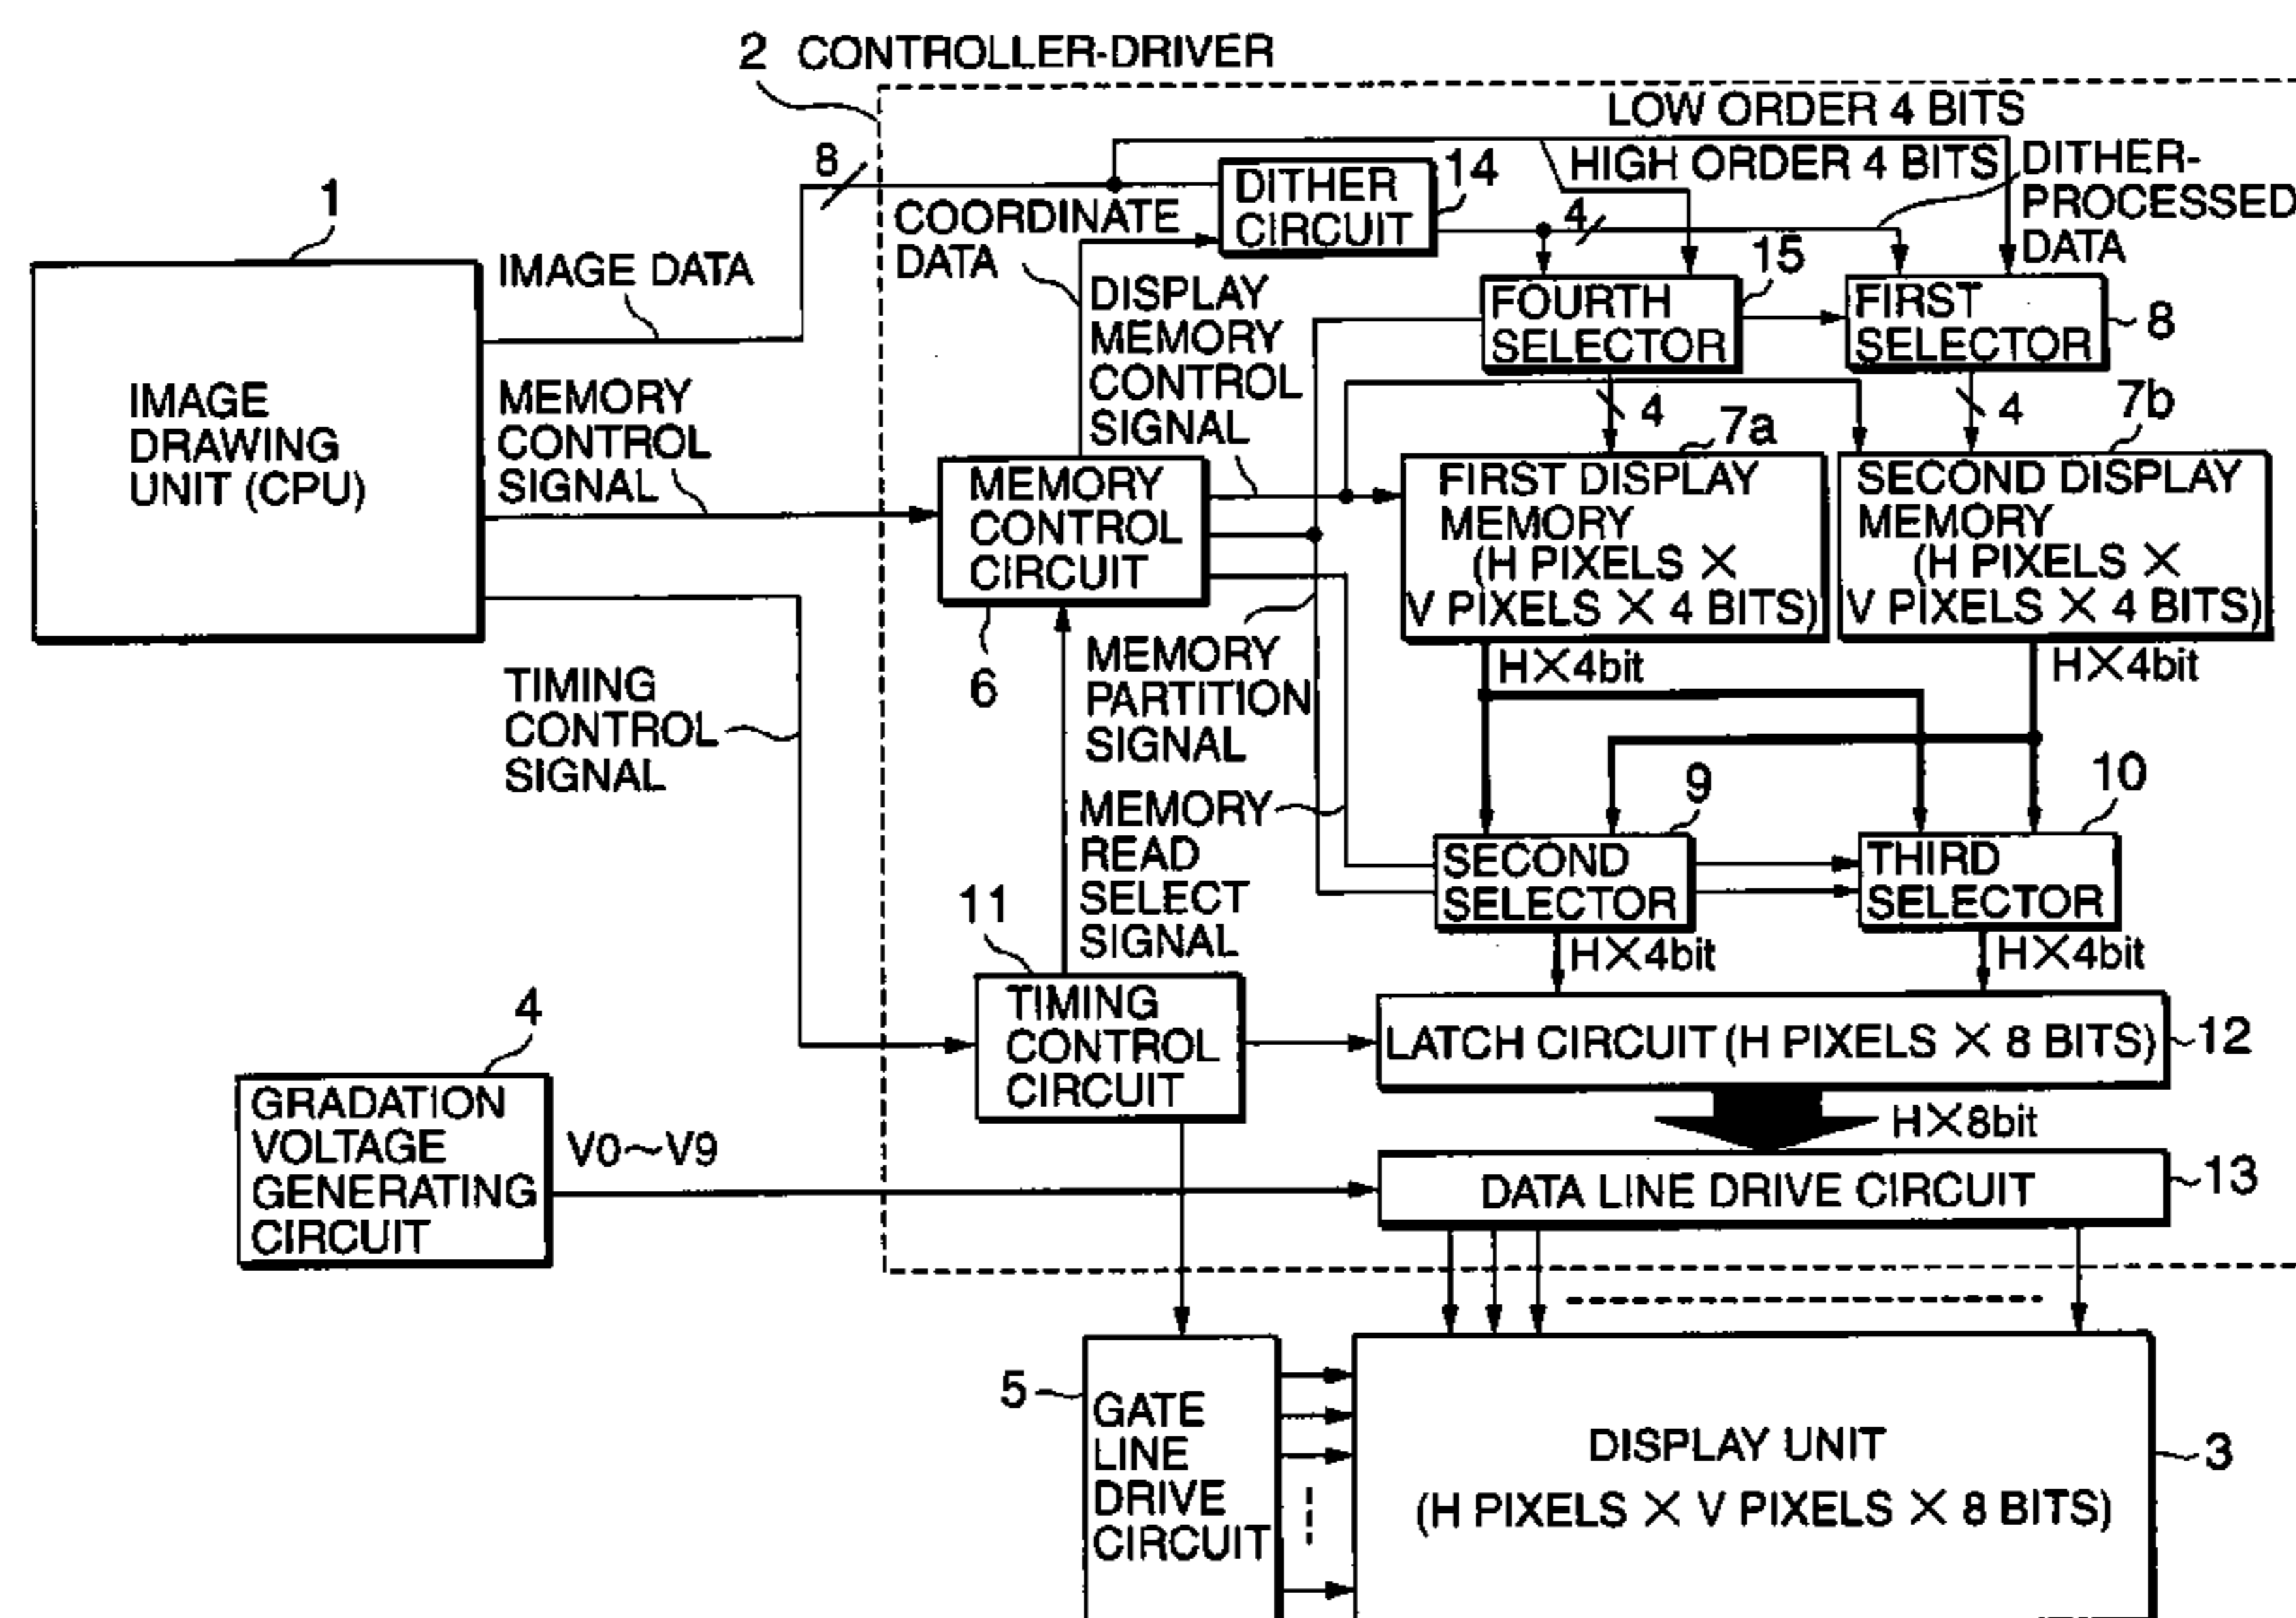 2 CONTROLLER-DRIVER
LOW ORDER 4 BITS
HIGH ORDER 4 BITS
DITHER-
PROCESSED
DATA
8
1
IMAGE DATA
COORDINATE
DATA
DITHER
CIRCUIT
14
4
15
DISPLAY
MEMORY
CONTROL
SIGNAL
FOURTH
SELECTOR
FIRST
SELECTOR
8
IMAGE
DRAWING
UNIT (CPU)
MEMORY
CONTROL
SIGNAL
4
4
7a
7b
MEMORY
CONTROL
CIRCUIT
6
FIRST DISPLAY
MEMORY
(H PIXELS ×
V PIXELS × 4 BITS)
SECOND DISPLAY
MEMORY
(H PIXELS ×
V PIXELS × 4 BITS)
H×4bit
H×4bit
TIMING
CONTROL
SIGNAL
MEMORY
PARTITION
SIGNAL
MEMORY
READ
SELECT
SIGNAL
9
10
SECOND
SELECTOR
THIRD
SELECTOR
H×4bit
H×4bit
11
TIMING
CONTROL
CIRCUIT
LATCH CIRCUIT (H PIXELS × 8 BITS)
12
4
GRADATION
VOLTAGE
GENERATING
CIRCUIT
V0~V9
H×8bit
DATA LINE DRIVE CIRCUIT
13
5
GATE
LINE
DRIVE
CIRCUIT
DISPLAY UNIT
(H PIXELS × V PIXELS × 8 BITS)
3